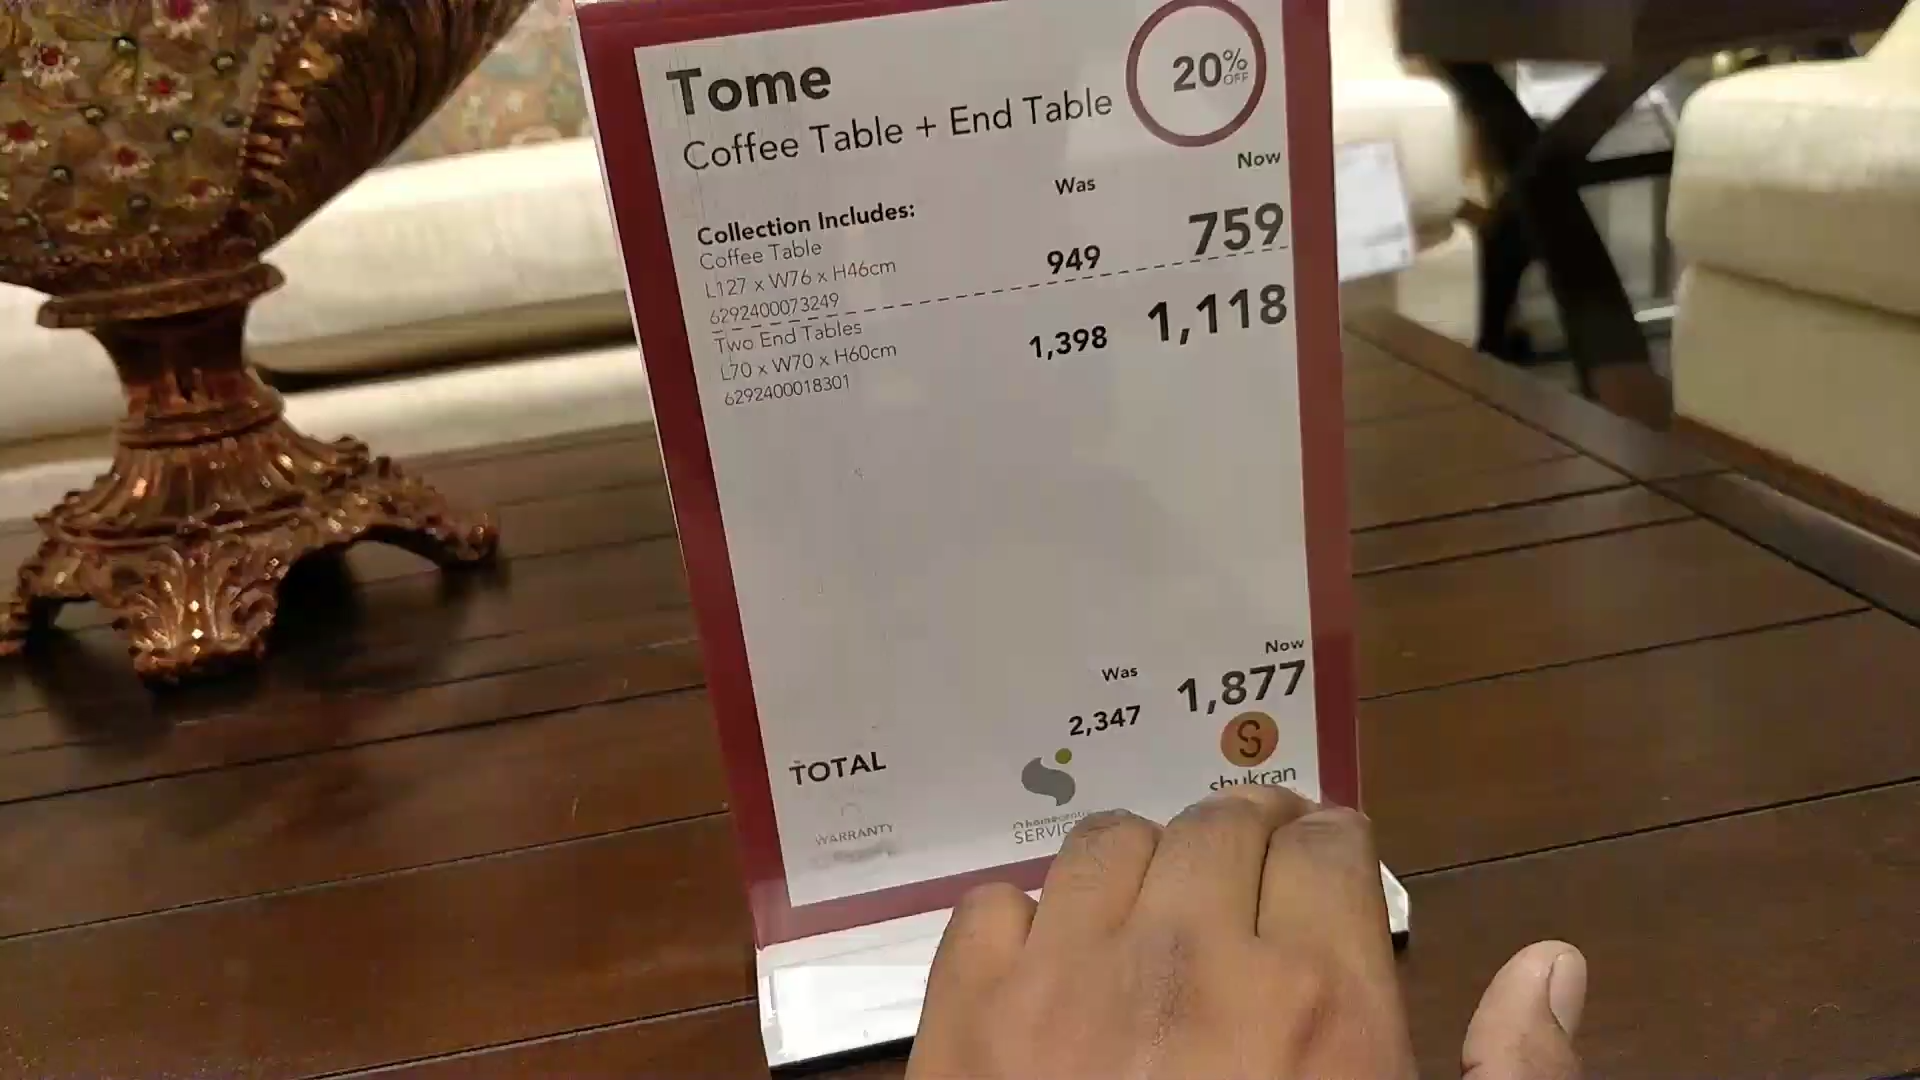 Tome
20% OFF
Coffee Table + End Table
Was
Now
Collection Includes:
Coffee Table
L127 x W76 x H46cm
949
759
6292400073249
Two End Tables
L70 x W70 x H60cm
1,398
1,118
6292400018301
Was
Now
2,347
1,877
TOTAL
S
shukran
WARRANTY